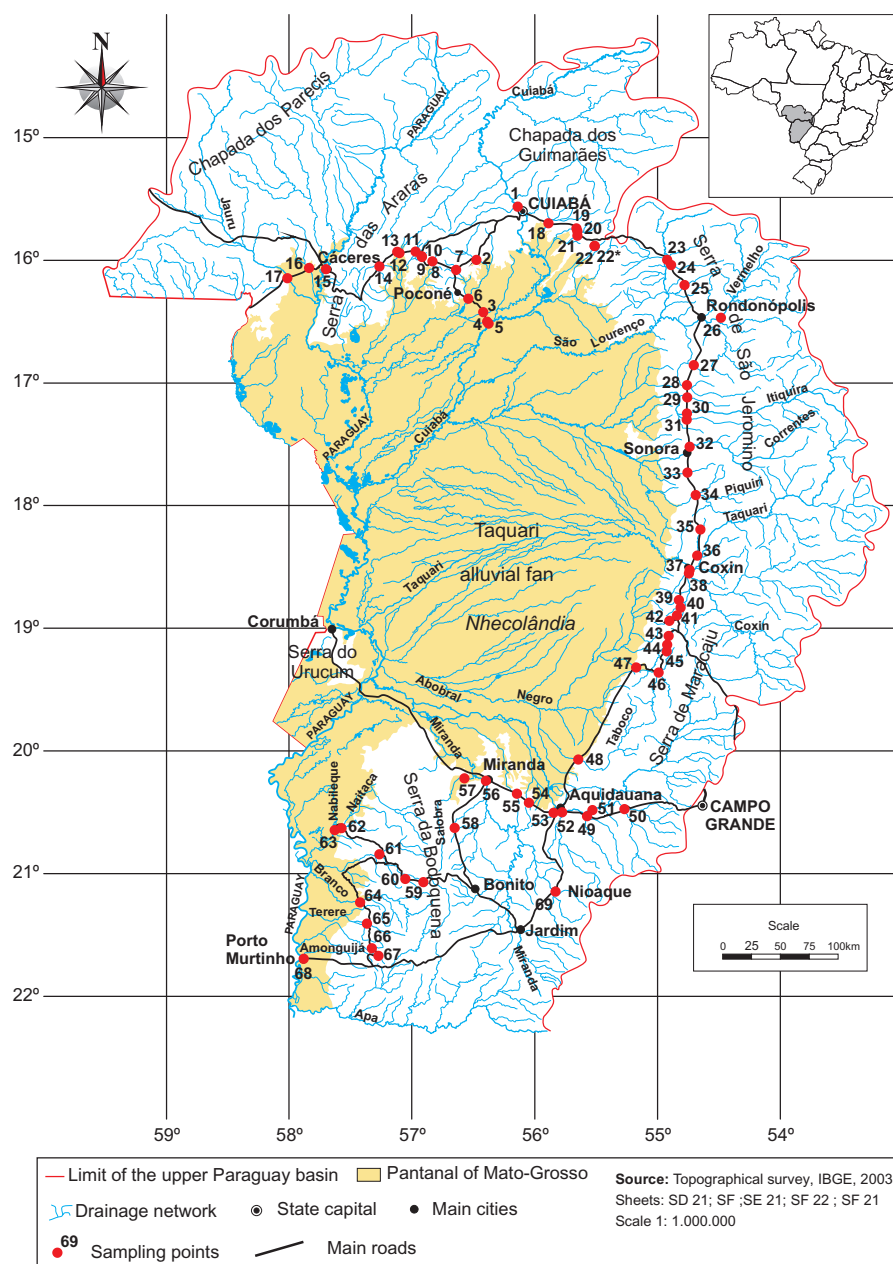 N
15º
16º
17º
18º
19º
20º
21º
22º
59º
58º
57º
56º
55º
54º
Chapada dos Parecis
PARAGUAY
Cuiabá
Chapada dos
Guimarães
Jauru
Serra das Araras
1
CUIABÁ
18
19
20
21
22
22*
23
24
25
Serra de São Jeromino
Vermelho
Rondonópolis
26
16
Cáceres
17
15
13
11
12
14
10
9
8
7
2
Poconé
6
3
4
5
São Lourenço
27
28
29
30
31
Itiquira
Correntes
32
Sonora
33
34
Piquiri
Taquari
35
36
37
Coxin
38
39
40
41
42
43
44
45
46
47
Coxin
PARAGUAY
Cuiabá
Taquari
alluvial fan
Taquari
Nhecolândia
Corumbá
Serra do
Urucum
PARAGUAY
Abobral
Negro
Miranda
Taboco
Serra de Maracaju
48
Miranda
57
56
55
54
53
52
Aquidauana
51
49
50
CAMPO
GRANDE
Nabileque
Naitaca
63
62
61
60
59
58
Salobra
Serra da Bodoquena
Bonito
Nioaque
69
Jardim
Miranda
Branco
64
Terere
65
66
Amonguijá
67
PARAGUAY
Porto
Murtinho
68
Apa
Scale
0 25 50 75 100km
Limit of the upper Paraguay basin
Pantanal of Mato-Grosso
Drainage network
State capital
Main cities
69 Sampling points
Main roads
Source: Topographical survey, IBGE, 2003
Sheets: SD 21; SF ;SE 21; SF 22 ; SF 21
Scale 1: 1.000.000